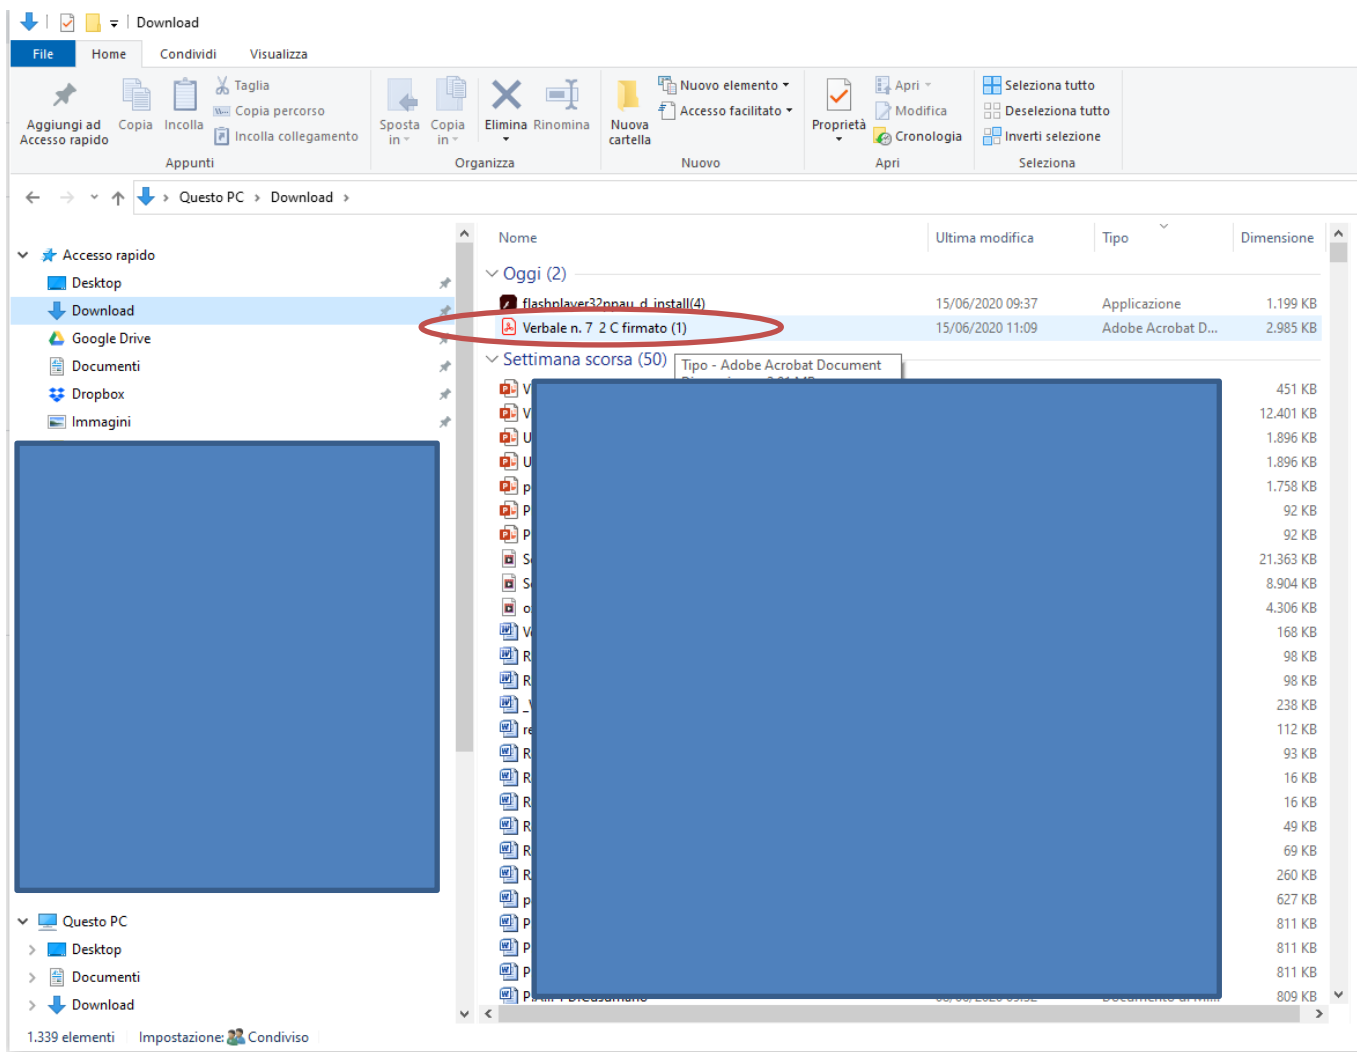 Download
File Home Condividi Visualizza
Aggiungi ad Accesso rapido
Copia
Incolla
Taglia
Copia percorso
Incolla collegamento
Appunti
Sposta in
Copia in
Elimina
Rinomina
Organizza
Nuova cartella
Nuovo elemento
Accesso facilitato
Nuovo
Proprietà
Apri
Modifica
Cronologia
Apri
Seleziona tutto
Deseleziona tutto
Inverti selezione
Seleziona
Questo PC > Download >
Accesso rapido
Desktop
Download
Google Drive
Documenti
Dropbox
Immagini
Questo PC
Desktop
Documenti
Download
Nome Ultima modifica Tipo Dimensione
Oggi (2)
flashplayer32ppau_d_install(4) 15/06/2020 09:37 Applicazione 1.199 KB
Verbale n. 7 2 C firmato (1) 15/06/2020 11:09 Adobe Acrobat D... 2.985 KB
Settimana scorsa (50)
Tipo - Adobe Acrobat Document
451 KB
12.401 KB
1.896 KB
1.896 KB
1.758 KB
92 KB
92 KB
21.363 KB
8.904 KB
4.306 KB
168 KB
98 KB
98 KB
238 KB
112 KB
93 KB
16 KB
16 KB
49 KB
69 KB
260 KB
627 KB
811 KB
811 KB
811 KB
809 KB
1.339 elementi Impostazione: Condiviso